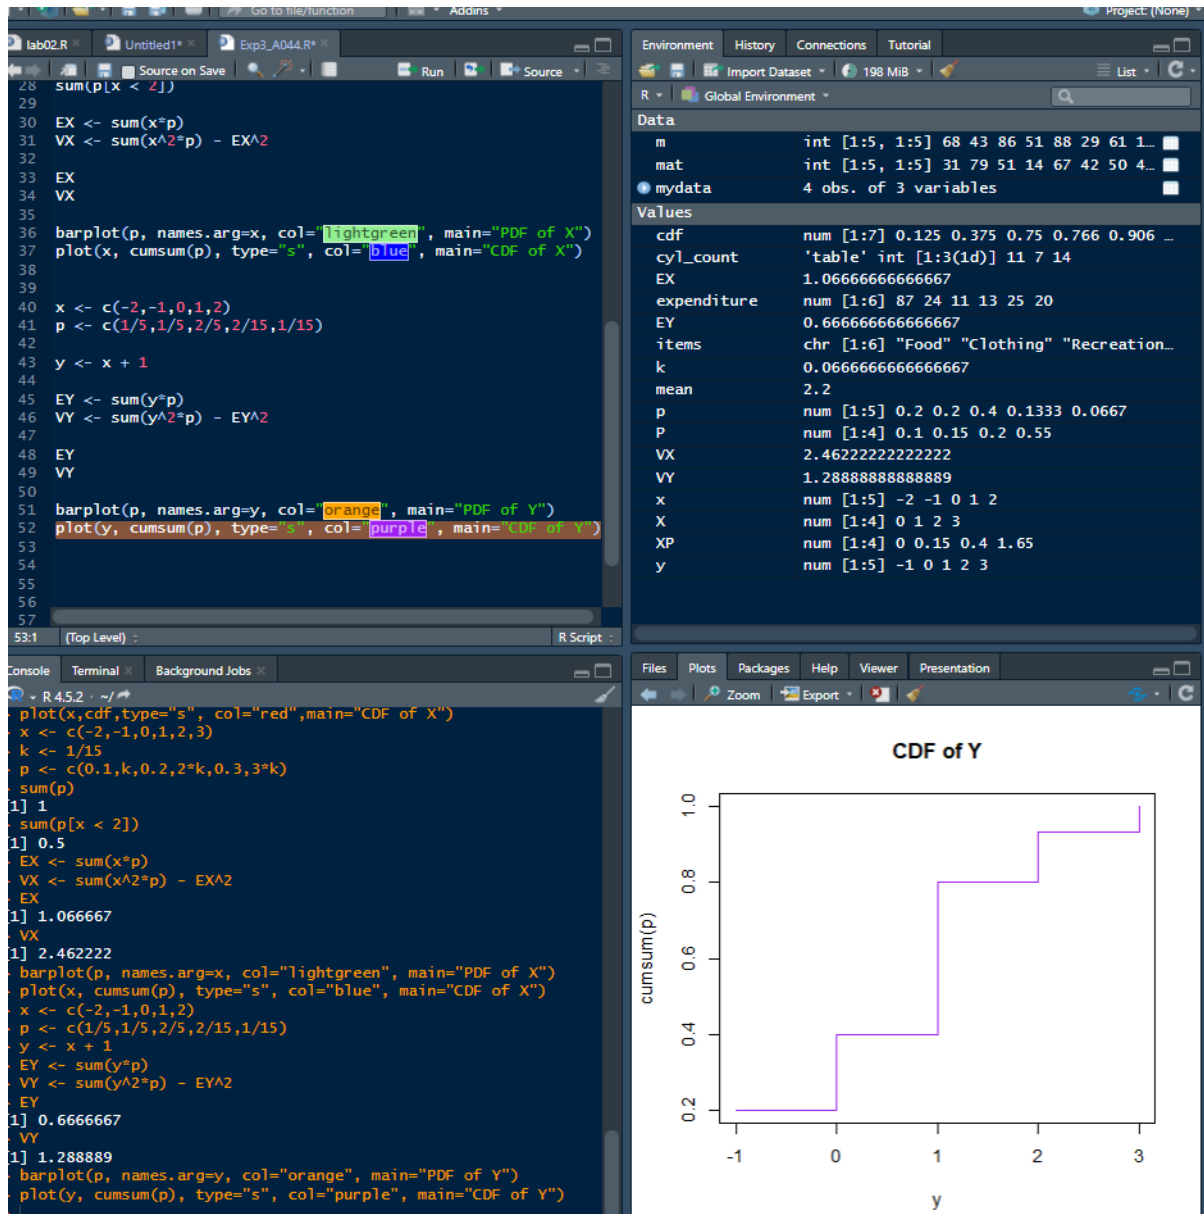 Go to file/function
Addins
Project: (None)
lab02.R
Untitled1*
Exp3_A044.R*
Source on Save
Run
Source
28 sum(p[x < 2])
29
30 EX <- sum(x*p)
31 VX <- sum(x^2*p) - EX^2
32
33 EX
34 VX
35
36 barplot(p, names.arg=x, col="lightgreen", main="PDF of X")
37 plot(x, cumsum(p), type="s", col="blue", main="CDF of X")
38
39
40 x <- c(-2,-1,0,1,2)
41 p <- c(1/5,1/5,2/5,2/15,1/15)
42
43 y <- x + 1
44
45 EY <- sum(y*p)
46 VY <- sum(y^2*p) - EY^2
47
48 EY
49 VY
50
51 barplot(p, names.arg=y, col="orange", main="PDF of Y")
52 plot(y, cumsum(p), type="s", col="purple", main="CDF of Y")
53
54
55
56
57
53:1 (Top Level) R Script
Environment History Connections Tutorial
Import Dataset 198 MiB List
R Global Environment
Data
m int [1:5, 1:5] 68 43 86 51 88 29 61 1…
mat int [1:5, 1:5] 31 79 51 14 67 42 50 4…
mydata 4 obs. of 3 variables
Values
cdf num [1:7] 0.125 0.375 0.75 0.766 0.906 …
cyl_count 'table' int [1:3(1d)] 11 7 14
EX 1.06666666666667
expenditure num [1:6] 87 24 11 13 25 20
EY 0.666666666666667
items chr [1:6] "Food" "Clothing" "Recreation…
k 0.0666666666666667
mean 2.2
p num [1:5] 0.2 0.2 0.4 0.1333 0.0667
P num [1:4] 0.1 0.15 0.2 0.55
VX 2.46222222222222
VY 1.28888888888889
x num [1:5] -2 -1 0 1 2
X num [1:4] 0 1 2 3
XP num [1:4] 0 0.15 0.4 1.65
y num [1:5] -1 0 1 2 3
Console Terminal Background Jobs
R 4.5.2 · ~/
plot(x,cdf,type="s", col="red",main="CDF of X")
x <- c(-2,-1,0,1,2,3)
k <- 1/15
p <- c(0.1,k,0.2,2*k,0.3,3*k)
sum(p)
[1] 1
sum(p[x < 2])
[1] 0.5
EX <- sum(x*p)
VX <- sum(x^2*p) - EX^2
EX
[1] 1.066667
VX
[1] 2.462222
barplot(p, names.arg=x, col="lightgreen", main="PDF of X")
plot(x, cumsum(p), type="s", col="blue", main="CDF of X")
x <- c(-2,-1,0,1,2)
p <- c(1/5,1/5,2/5,2/15,1/15)
y <- x + 1
EY <- sum(y*p)
VY <- sum(y^2*p) - EY^2
EY
[1] 0.6666667
VY
[1] 1.288889
barplot(p, names.arg=y, col="orange", main="PDF of Y")
plot(y, cumsum(p), type="s", col="purple", main="CDF of Y")
Files Plots Packages Help Viewer Presentation
Zoom Export
CDF of Y
cumsum(p)
1.0
0.8
0.6
0.4
0.2
-1 0 1 2 3
y